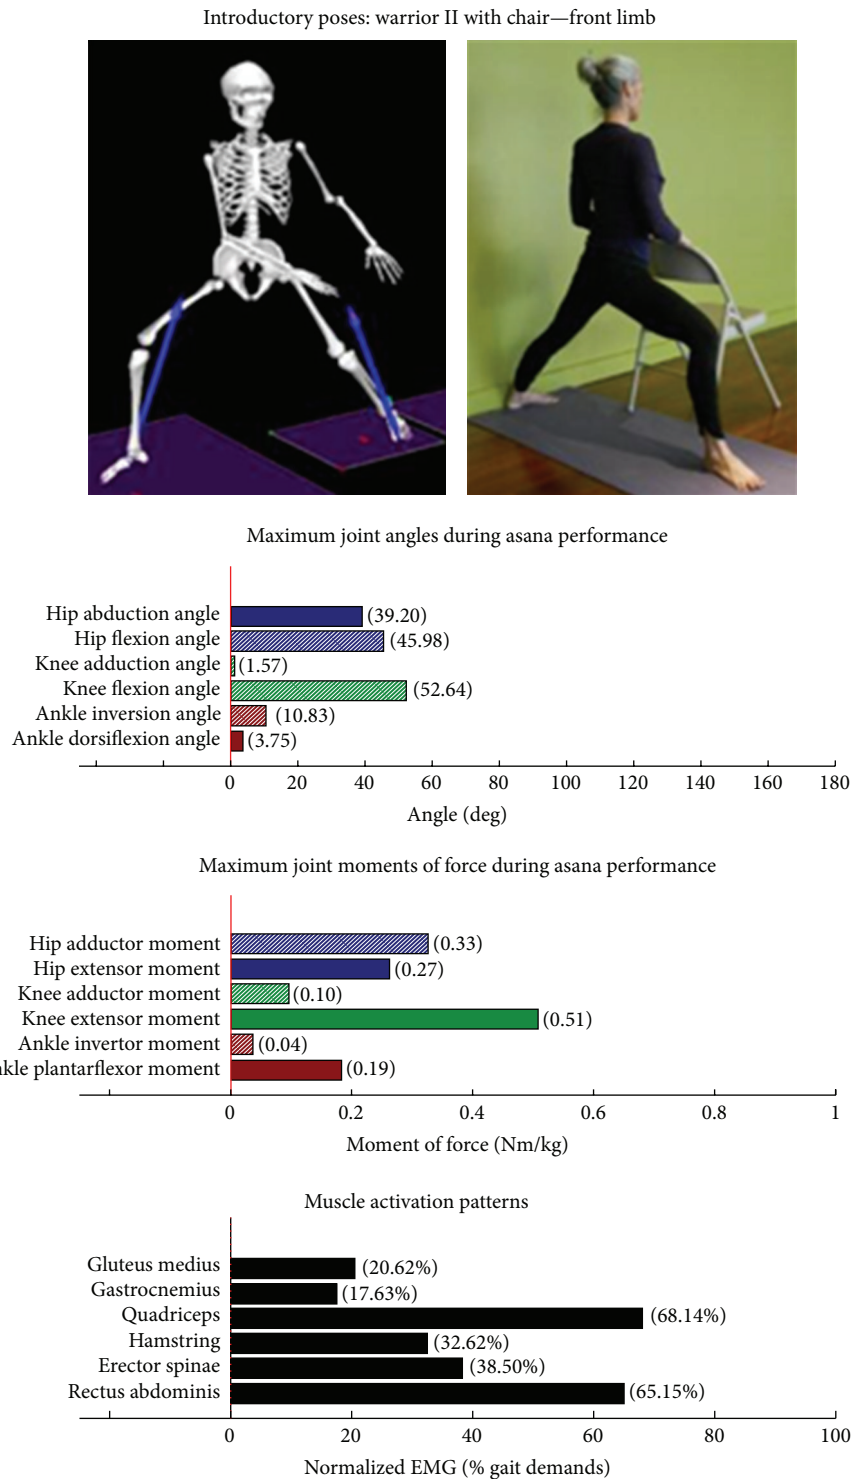 Introductory poses: warrior II with chair—front limb
Maximum joint angles during asana performance
Hip abduction angle (39.20)
Hip flexion angle (45.98)
Knee adduction angle (1.57)
Knee flexion angle (52.64)
Ankle inversion angle (10.83)
Ankle dorsiflexion angle (3.75)
0 20 40 60 80 100 120 140 160 180
Angle (deg)
Maximum joint moments of force during asana performance
Hip adductor moment (0.33)
Hip extensor moment (0.27)
Knee adductor moment (0.10)
Knee extensor moment (0.51)
Ankle invertor moment (0.04)
nkle plantarflexor moment (0.19)
0 0.2 0.4 0.6 0.8 1
Moment of force (Nm/kg)
Muscle activation patterns
Gluteus medius (20.62%)
Gastrocnemius (17.63%)
Quadriceps (68.14%)
Hamstring (32.62%)
Erector spinae (38.50%)
Rectus abdominis (65.15%)
0 20 40 60 80 100
Normalized EMG (% gait demands)